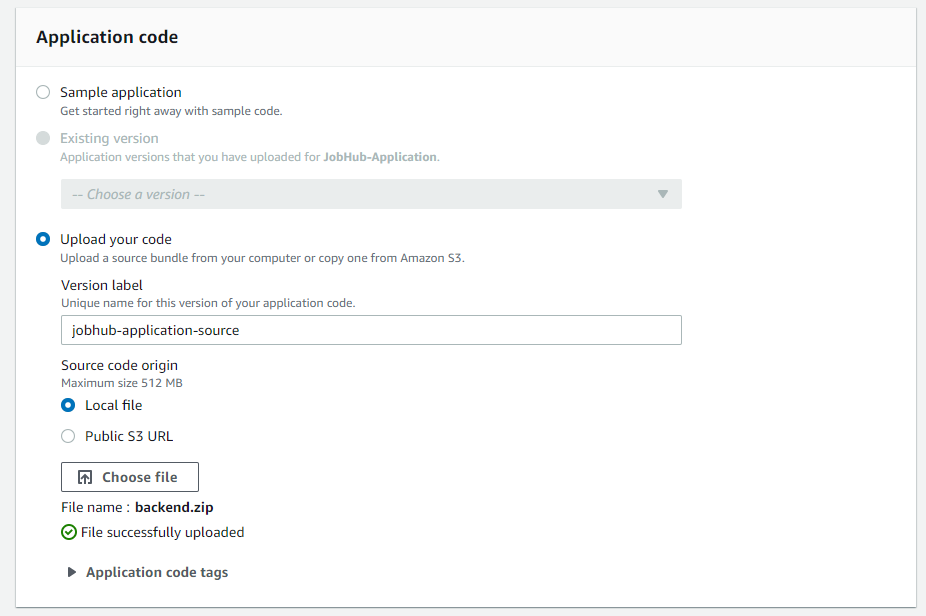 Application code
Sample application
Get started right away with sample code.
Existing version
Application versions that you have uploaded for JobHub-Application.
-- Choose a version --
Upload your code
Upload a source bundle from your computer or copy one from Amazon S3.
Version label
Unique name for this version of your application code.
jobhub-application-source
Source code origin
Maximum size 512 MB
Local file
Public S3 URL
Choose file
File name : backend.zip
File successfully uploaded
Application code tags